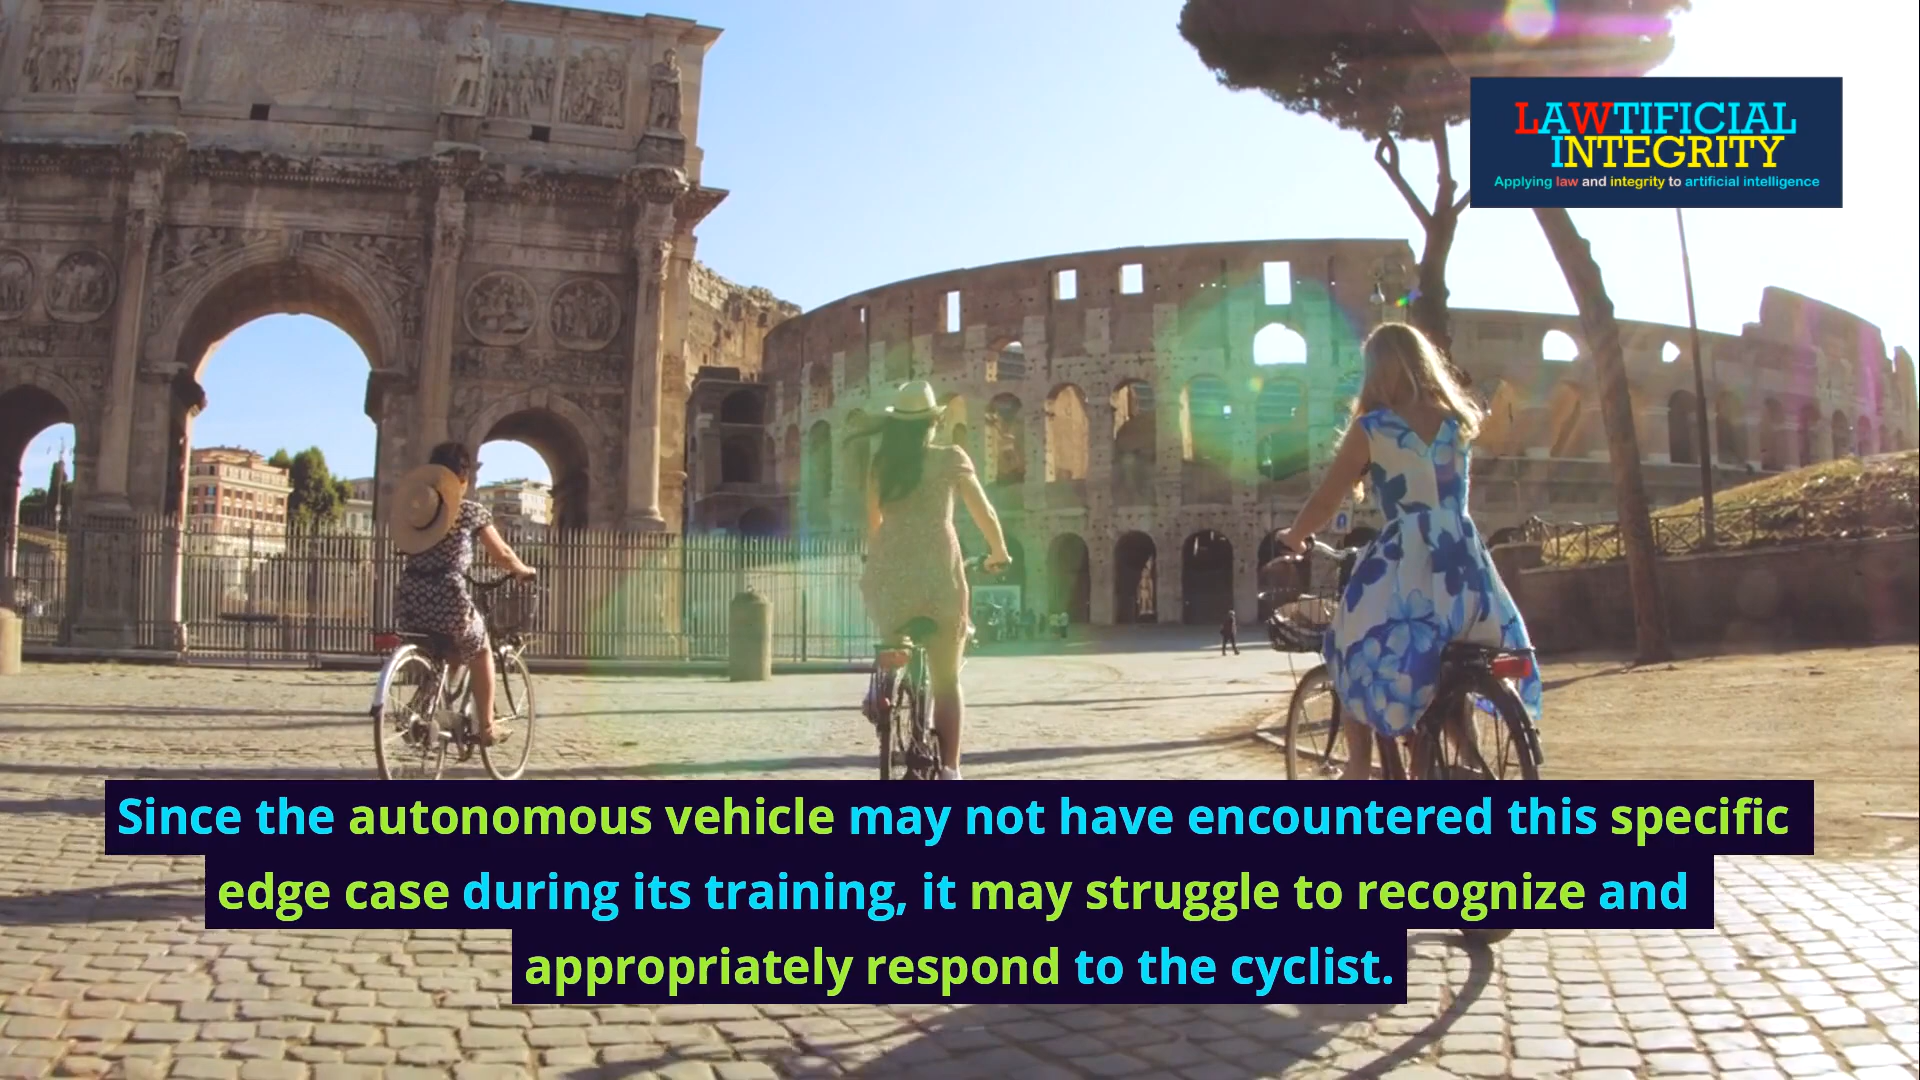 LAWTIFICIAL
INTEGRITY
Applying law and integrity to artificial intelligence
Since the autonomous vehicle may not have encountered this specific
edge case during its training, it may struggle to recognize and
appropriately respond to the cyclist.